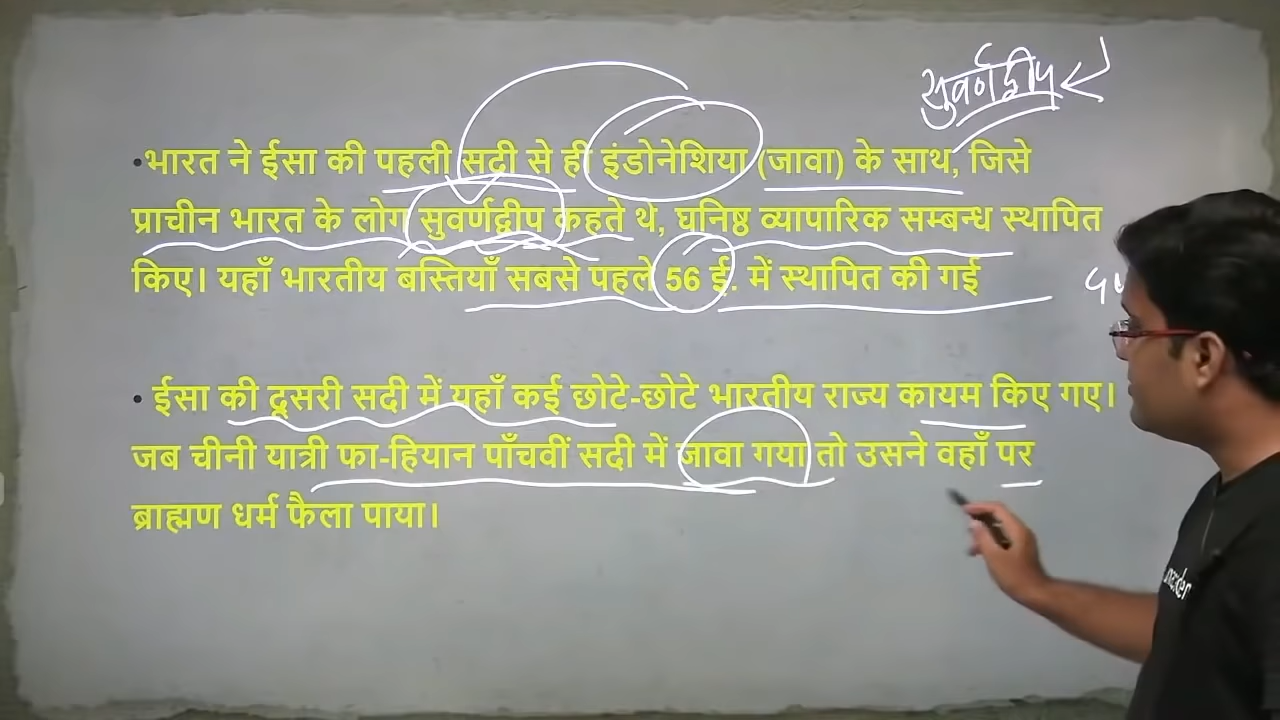 सुवर्णद्वीप
•भारत ने ईसा की पहली सदी से ही इंडोनेशिया (जावा) के साथ, जिसे
प्राचीन भारत के लोग सुवर्णद्वीप कहते थे, घनिष्ठ व्यापारिक सम्बन्ध स्थापित
किए। यहाँ भारतीय बस्तियाँ सबसे पहले 56 ई. में स्थापित की गई
• ईसा की दूसरी सदी में यहाँ कई छोटे-छोटे भारतीय राज्य कायम किए गए।
जब चीनी यात्री फा-हियान पाँचवीं सदी में जावा गया तो उसने वहाँ पर
ब्राह्मण धर्म फैला पाया।